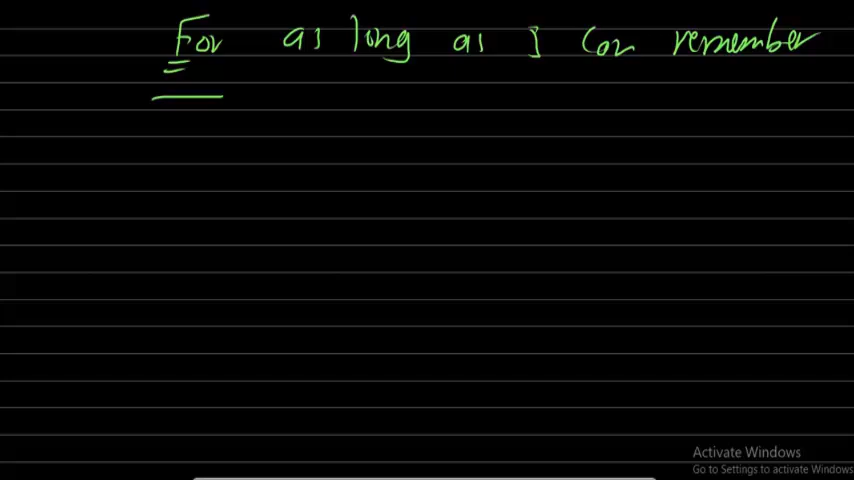 For as long as I can remember
Activate Windows
Go to Settings to activate Windows